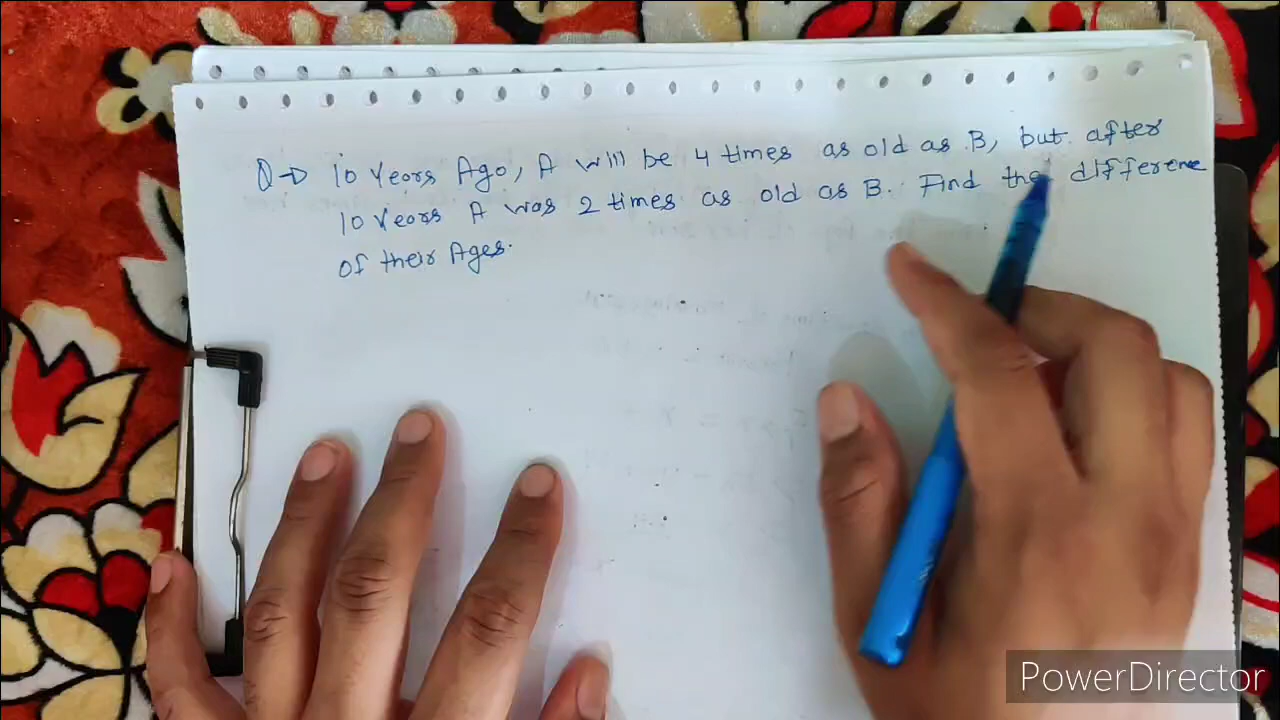 Q→ 10 Years Ago, A will be 4 times as old as B, but after
10 Years A was 2 times as old as B. Find the difference
of their Ages.
PowerDirector